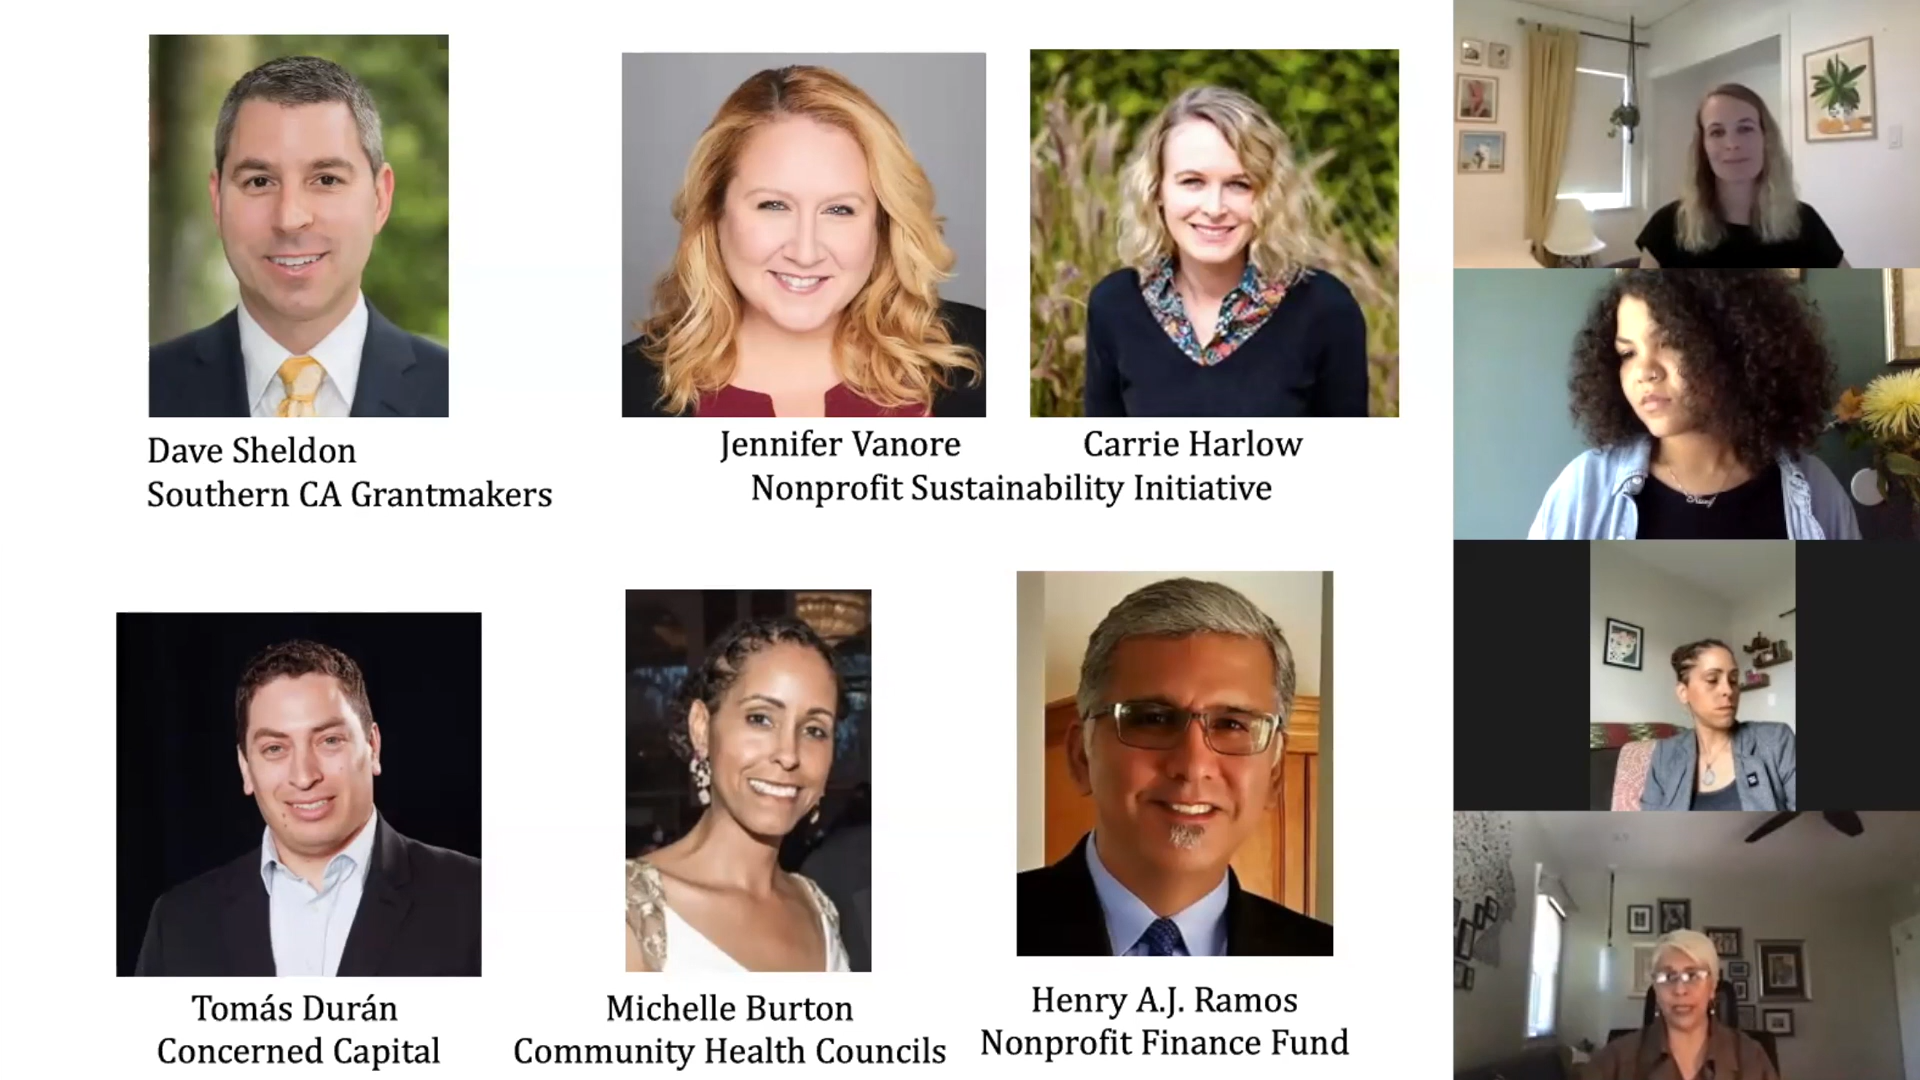 Dave Sheldon
Southern CA Grantmakers
Jennifer Vanore
Carrie Harlow
Nonprofit Sustainability Initiative
Tomás Durán
Concerned Capital
Michelle Burton
Community Health Councils
Henry A.J. Ramos
Nonprofit Finance Fund